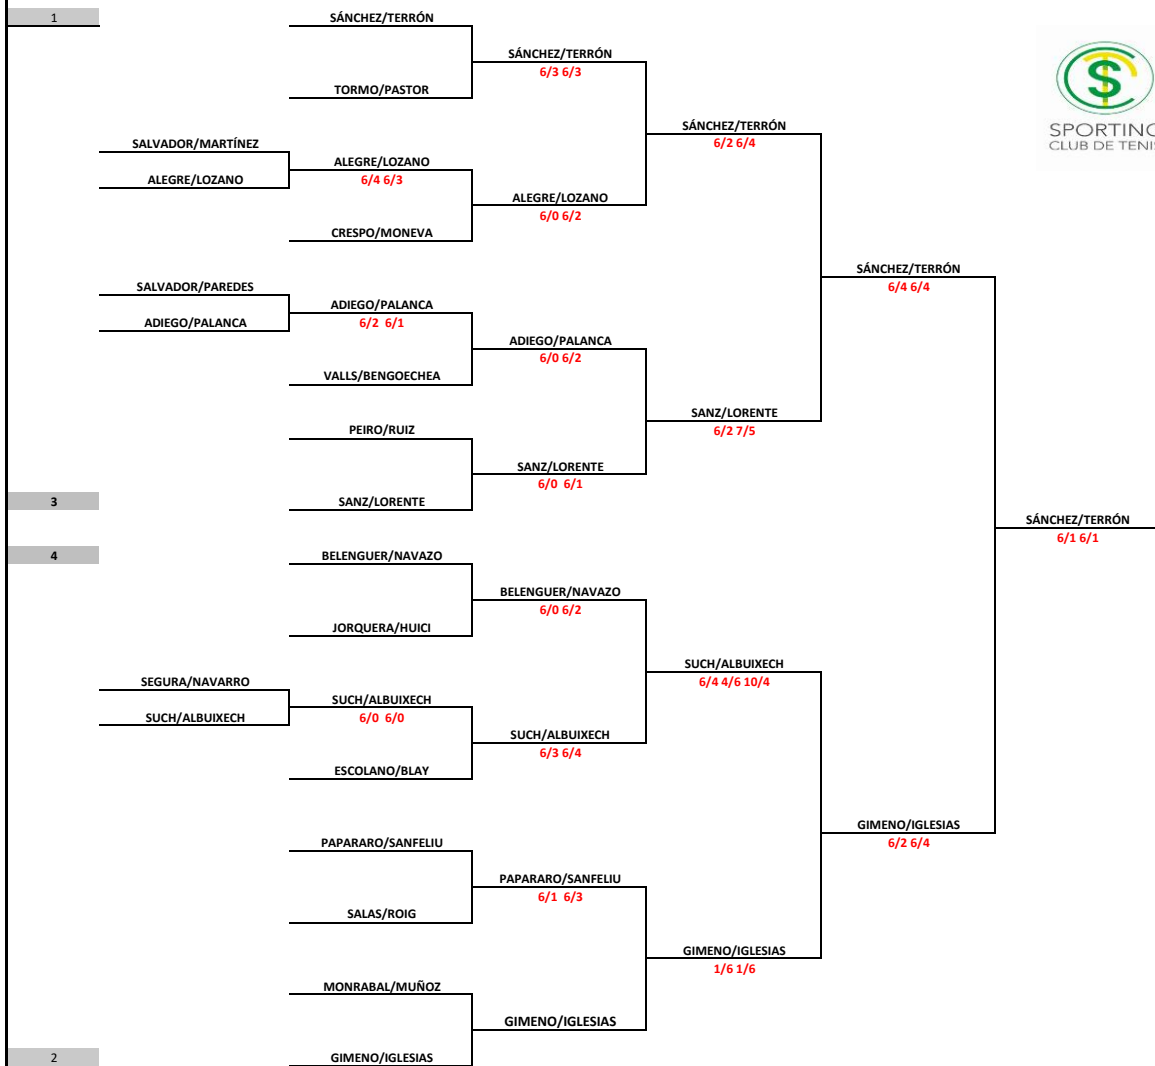 1
SÁNCHEZ/TERRÓN
SÁNCHEZ/TERRÓN
6/3 6/3
TORMO/PASTOR
SÁNCHEZ/TERRÓN
6/2 6/4
SPORTING
CLUB DE TENIS
SALVADOR/MARTÍNEZ
ALEGRE/LOZANO
ALEGRE/LOZANO
6/4 6/3
ALEGRE/LOZANO
6/0 6/2
CRESPO/MONEVA
SÁNCHEZ/TERRÓN
6/4 6/4
SALVADOR/PAREDES
ADIEGO/PALANCA
ADIEGO/PALANCA
6/2 6/1
ADIEGO/PALANCA
6/0 6/2
VALLS/BENGOECHEA
SANZ/LORENTE
6/2 7/5
PEIRO/RUIZ
SANZ/LORENTE
6/0 6/1
3
SANZ/LORENTE
SÁNCHEZ/TERRÓN
6/1 6/1
4
BELENGUER/NAVAZO
BELENGUER/NAVAZO
6/0 6/2
JORQUERA/HUICI
SUCH/ALBUIXECH
6/4 4/6 10/4
SEGURA/NAVARRO
SUCH/ALBUIXECH
SUCH/ALBUIXECH
6/0 6/0
SUCH/ALBUIXECH
6/3 6/4
ESCOLANO/BLAY
GIMENO/IGLESIAS
6/2 6/4
PAPARARO/SANFELIU
PAPARARO/SANFELIU
6/1 6/3
SALAS/ROIG
GIMENO/IGLESIAS
1/6 1/6
MONRABAL/MUÑOZ
GIMENO/IGLESIAS
2
GIMENO/IGLESIAS